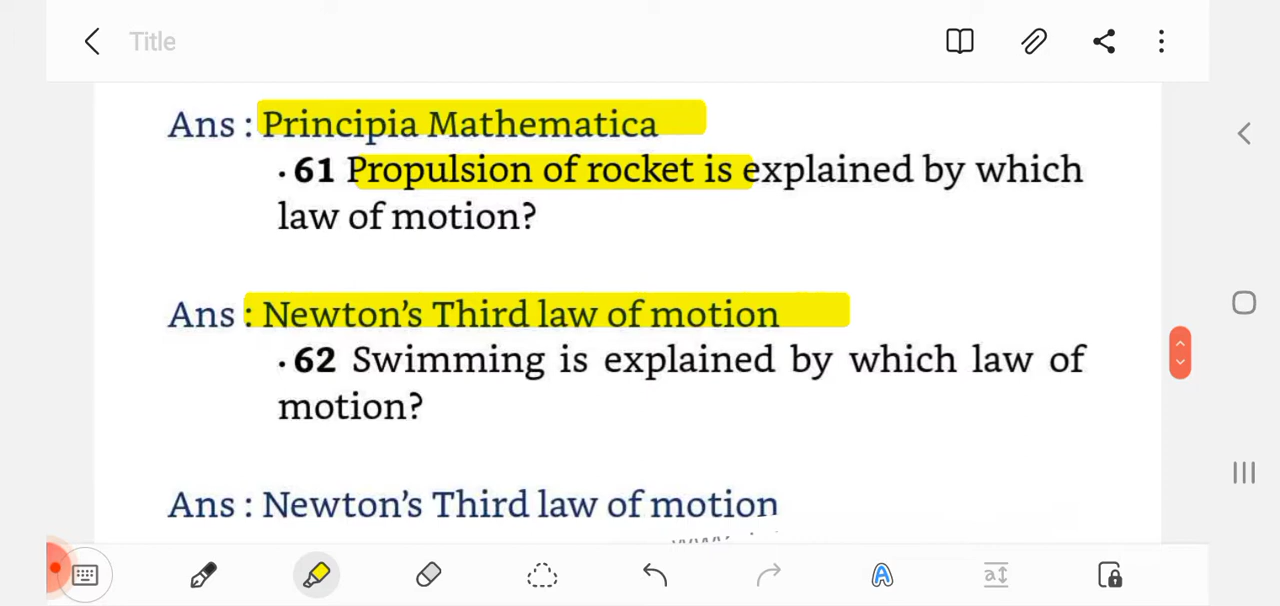 Title
Ans : Principia Mathematica
· 61 Propulsion of rocket is explained by which
law of motion?
Ans : Newton’s Third law of motion
· 62 Swimming is explained by which law of
motion?
Ans : Newton’s Third law of motion